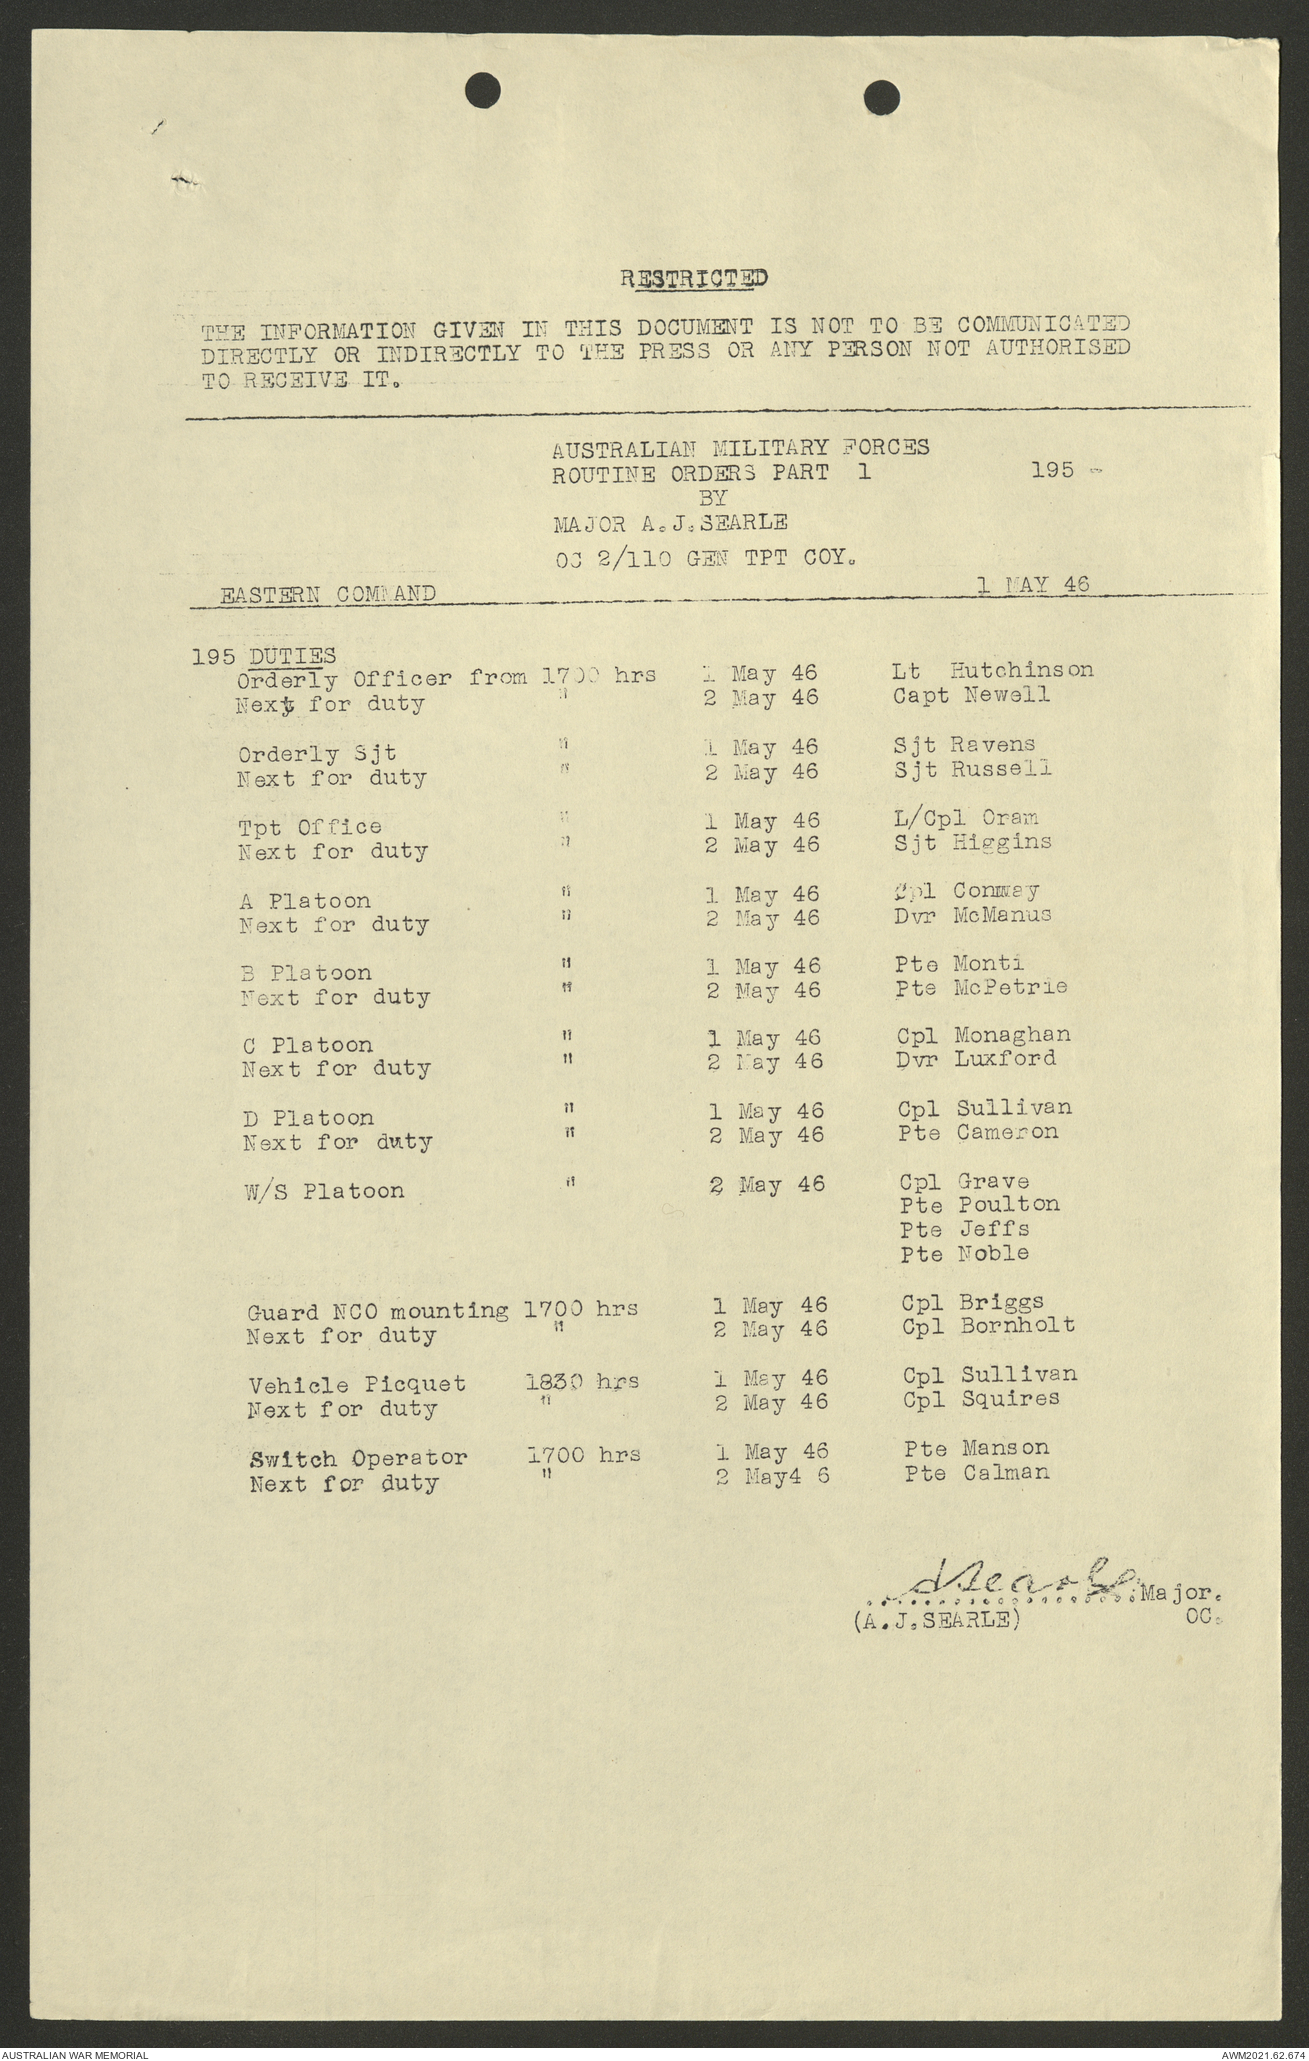 RESTRICTED
THE INFORMATION GIVEN IN THIS DOCUMENT IS NOT TO BE COMMUNICATED
DIRECTLY OR INDIRECTLY TO THE PRESS OR ANY PERSON NOT AUTHORISED
TO RECEIVE IT.
AUSTRALIAN MILITARY FORCES
ROUTINE ORDERS PART 1 195 -
BY
MAJOR A.J.SEARLE
OC 2/110 GEN TPT COY.
EASTERN COMMAND 1 MAY 46
195 DUTIES
Orderly Officer from 1700 hrs 1 May 46 Lt Hutchinson
Next for duty " 2 May 46 Capt Newell
Orderly Sjt " 1 May 46 Sjt Ravens
Next for duty " 2 May 46 Sjt Russell
Tpt Office " 1 May 46 L/Cpl Oram
Next for duty " 2 May 46 Sjt Higgins
A Platoon " 1 May 46 Cpl Conway
Next for duty " 2 May 46 Dvr McManus
B Platoon " 1 May 46 Pte Monti
Next for duty " 2 May 46 Pte McPetrie
C Platoon " 1 May 46 Cpl Monaghan
Next for duty " 2 May 46 Dvr Luxford
D Platoon " 1 May 46 Cpl Sullivan
Next for duty " 2 May 46 Pte Cameron
W/S Platoon " 2 May 46 Cpl Grave
Pte Poulton
Pte Jeffs
Pte Noble
Guard NCO mounting 1700 hrs 1 May 46 Cpl Briggs
Next for duty " 2 May 46 Cpl Bornholt
Vehicle Picquet 1830 hrs 1 May 46 Cpl Sullivan
Next for duty " 2 May 46 Cpl Squires
Switch Operator 1700 hrs 1 May 46 Pte Manson
Next for duty " 2 May4 6 Pte Calman
AJSearle
...................Major.
(A.J.SEARLE) OC.
AUSTRALIAN WAR MEMORIAL AWM2021.62.674